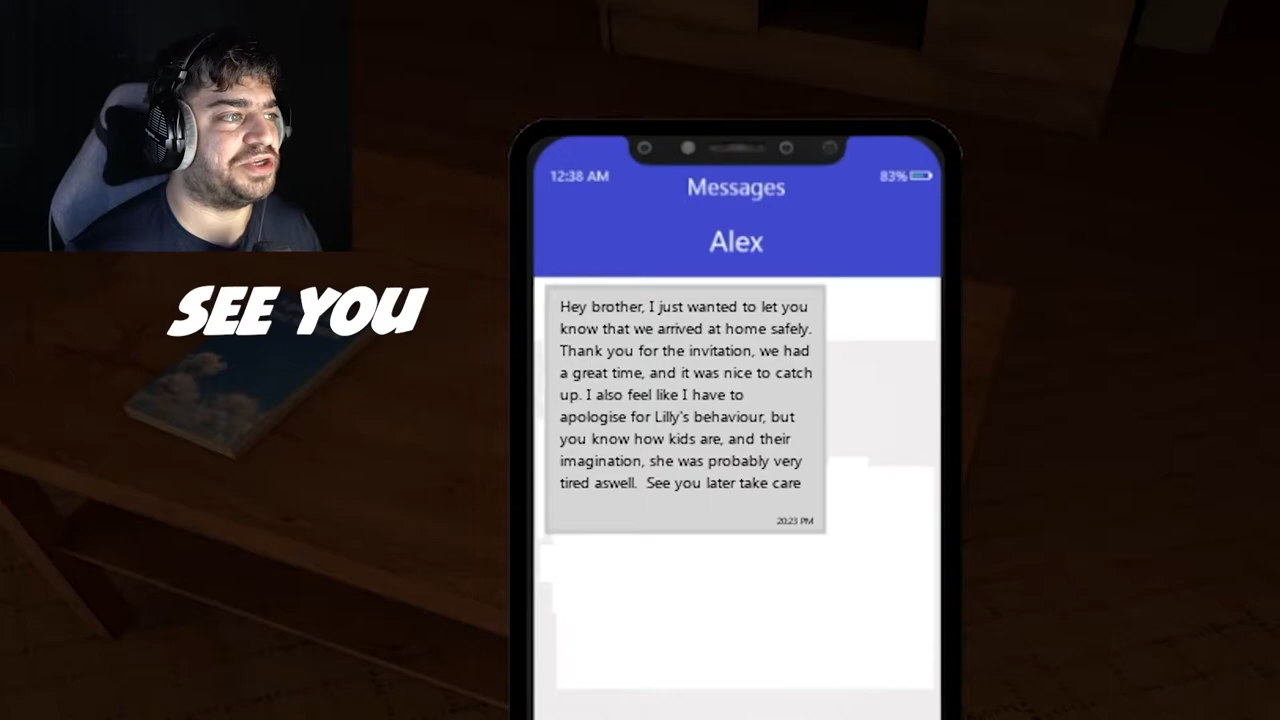 SEE YOU
12:38 AM
Messages
83%
Alex
Hey brother, I just wanted to let you
know that we arrived at home safely.
Thank you for the invitation, we had
a great time, and it was nice to catch
up. I also feel like I have to
apologise for Lilly's behaviour, but
you know how kids are, and their
imagination, she was probably very
tired aswell.  See you later take care
20:23 PM